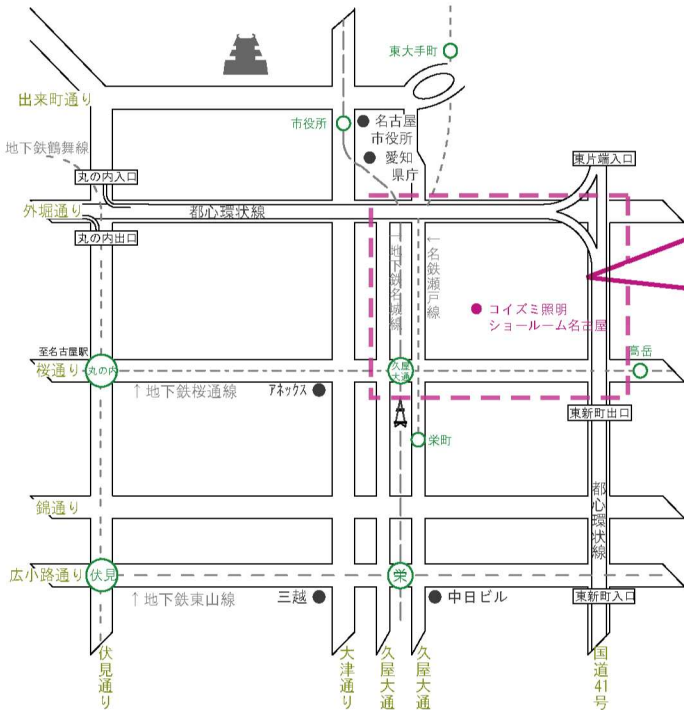 東大手町
出来町通り
市役所
名古屋
市役所
愛知
県庁
地下鉄鶴舞線
丸の内入口
東片端入口
外堀通り
都心環状線
丸の内出口
↑地下鉄名城線
↑名鉄瀬戸線
コイズミ照明
ショールーム名古屋
至名古屋駅
桜通り
丸の内
久屋
大通
高岳
↑地下鉄桜通線
アネックス
東新町出口
栄町
錦通り
都心環状線
広小路通り
伏見
栄
↑地下鉄東山線
三越
中日ビル
東新町入口
伏見通り
大津通り
久屋大通
久屋大通
国道41号